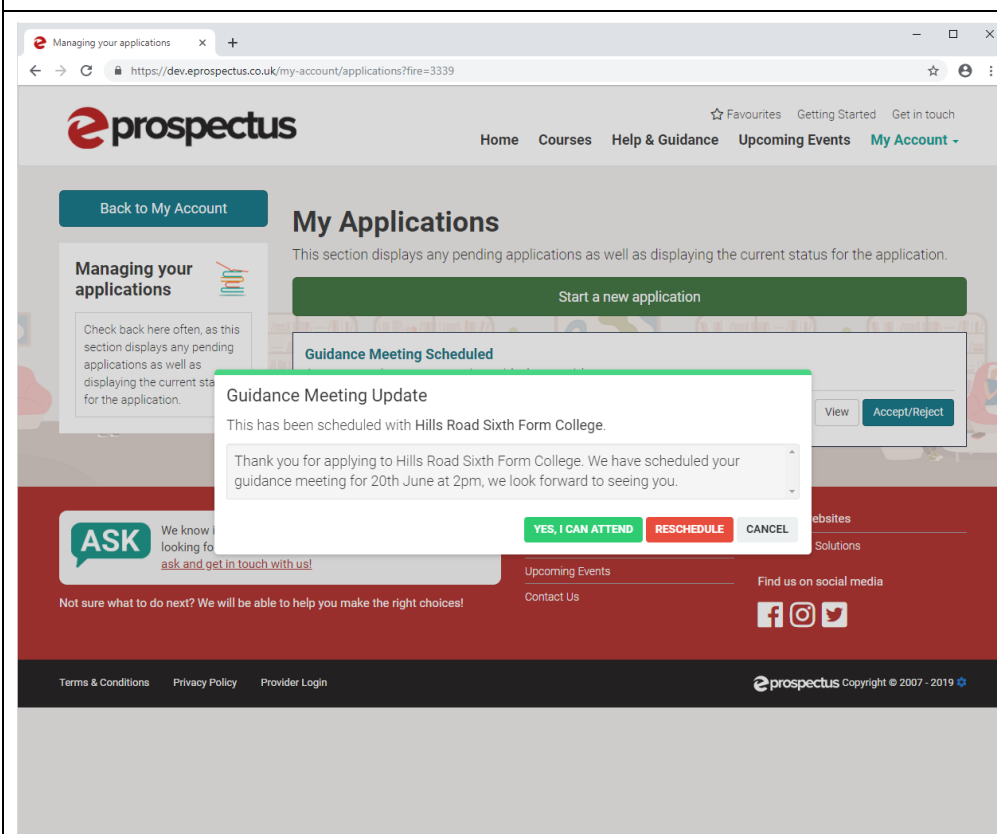 Managing your applications
https://dev.eprospectus.co.uk/my-account/applications?fire=3339
Favourites Getting Started Get in touch
eprospectus
Home Courses Help & Guidance Upcoming Events My Account
Back to My Account
My Applications
This section displays any pending applications as well as displaying the current status for the application.
Managing your
applications
Start a new application
Check back here often, as this
section displays any pending
applications as well as
displaying the current sta
for the application.
Guidance Meeting Scheduled
View Accept/Reject
Guidance Meeting Update
This has been scheduled with Hills Road Sixth Form College.
Thank you for applying to Hills Road Sixth Form College. We have scheduled your
guidance meeting for 20th June at 2pm, we look forward to seeing you.
YES, I CAN ATTEND RESCHEDULE CANCEL
ASK
We know i
looking fo
ask and get in touch with us!
Not sure what to do next? We will be able to help you make the right choices!
Upcoming Events
Contact Us
ebsites
Solutions
Find us on social media
Terms & Conditions Privacy Policy Provider Login
eprospectus Copyright © 2007 - 2019